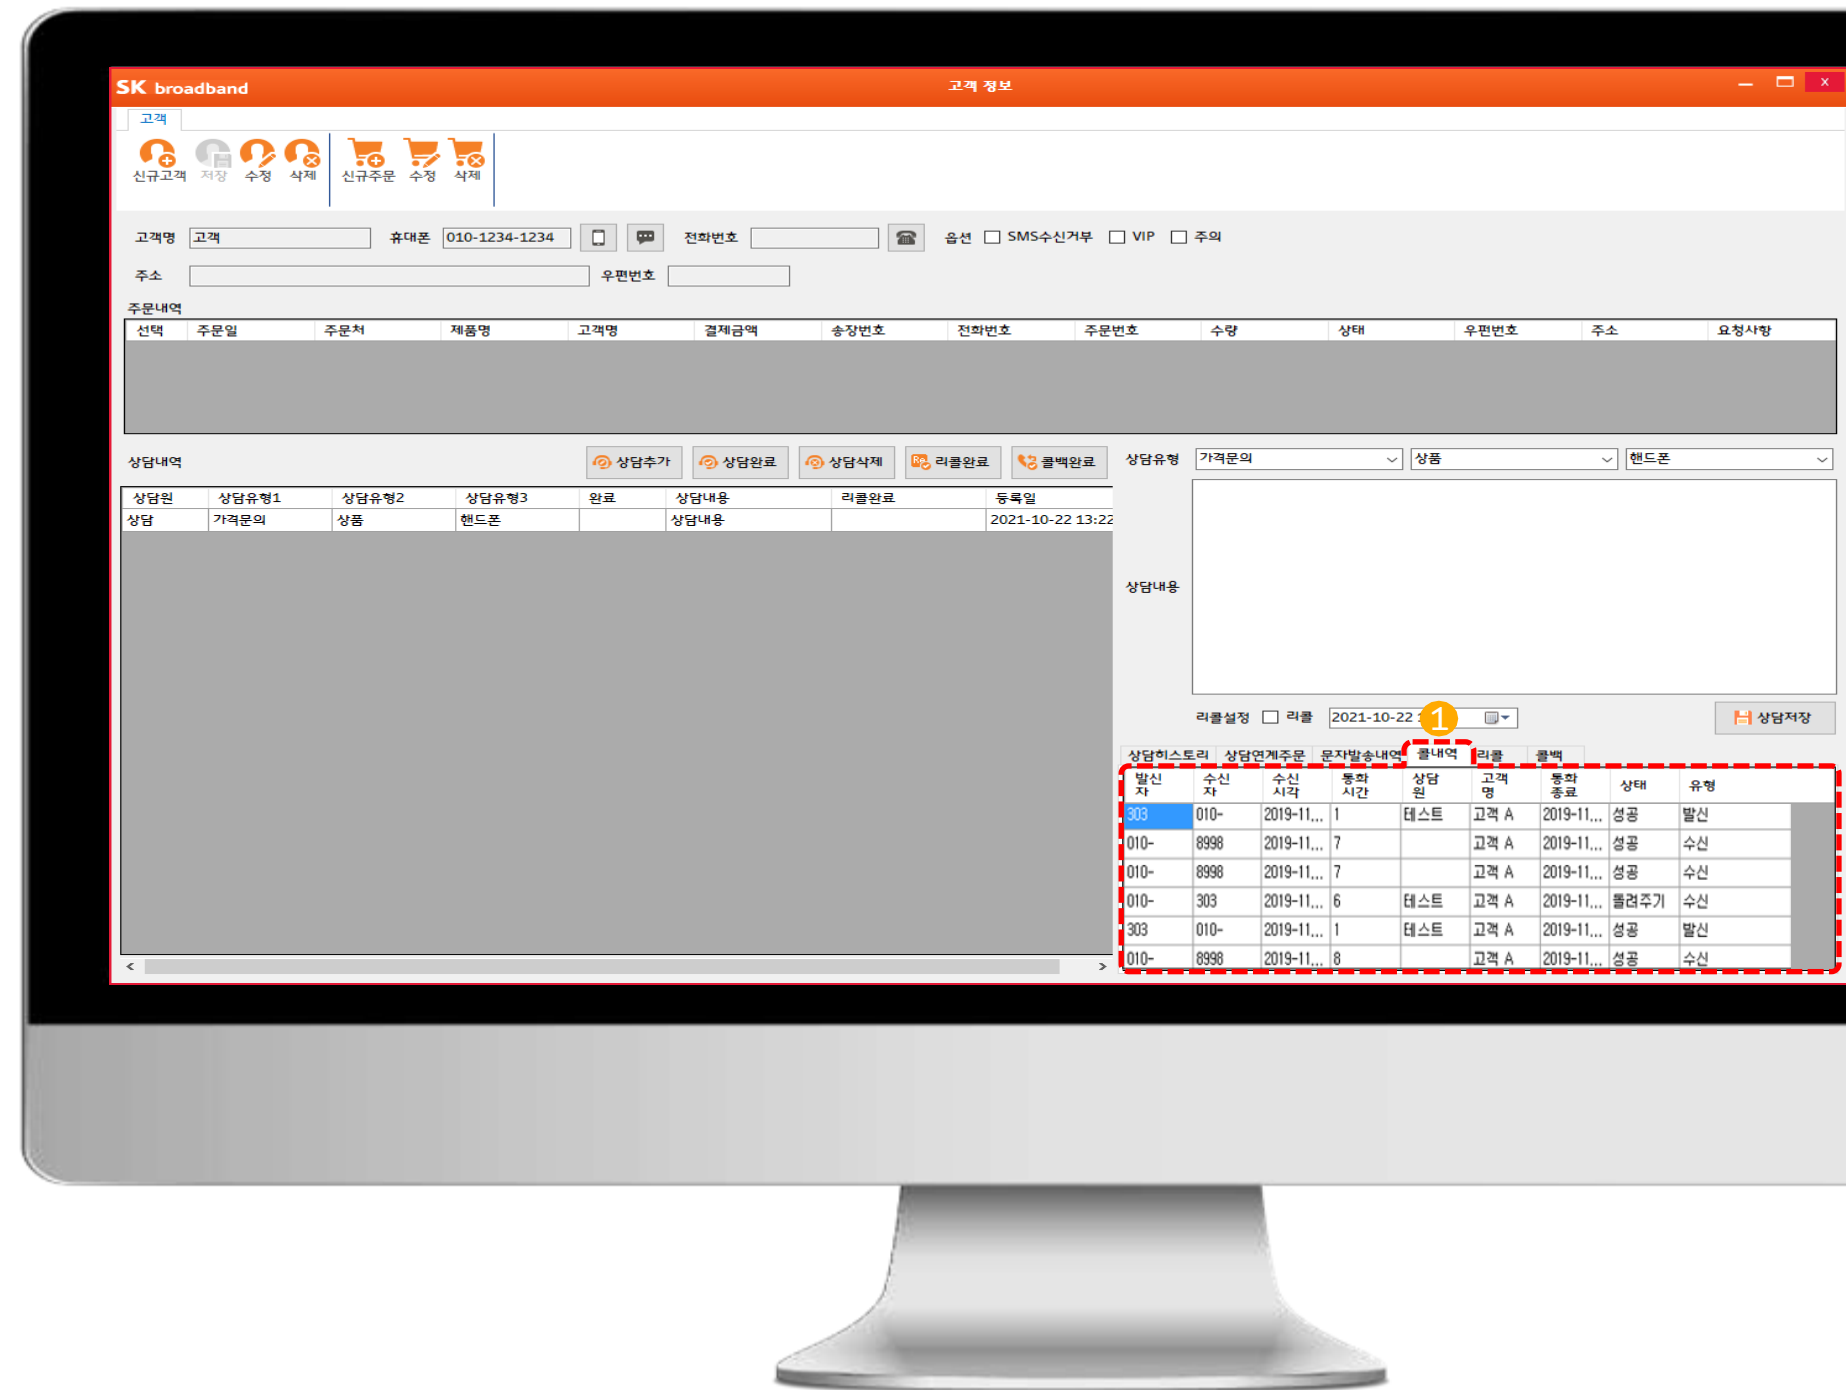 SK broadband 고객 정보
고객
신규고객 저장 수정 삭제 신규주문 수정 삭제
고객명 고객 휴대폰 010-1234-1234 전화번호 옵션 SMS수신거부 VIP 주의
주소 우편번호
주문내역
선택 주문일 주문처 제품명 고객명 결제금액 송장번호 전화번호 주문번호 수량 상태 우편번호 주소 요청사항
상담내역 상담추가 상담완료 상담삭제 리콜완료 콜백완료 상담유형 가격문의 상품 핸드폰
상담원 상담유형1 상담유형2 상담유형3 완료 상담내용 리콜완료 등록일
상담 가격문의 상품 핸드폰 상담내용 2021-10-22 13:22
상담내용
리콜설정 리콜 2021-10-22 1 상담저장
상담히스토리 상담연계주문 문자발송내역 콜내역 리콜 콜백
발신자 수신자 수신시각 통화시간 상담원 고객명 통화종료 상태 유형
303 010- 2019-11... 1 테스트 고객 A 2019-11... 성공 발신
010- 8998 2019-11... 7 고객 A 2019-11... 성공 수신
010- 8998 2019-11... 7 고객 A 2019-11... 성공 수신
010- 303 2019-11... 6 테스트 고객 A 2019-11... 돌려주기 수신
303 010- 2019-11... 1 테스트 고객 A 2019-11... 성공 발신
010- 8998 2019-11... 8 고객 A 2019-11... 성공 수신